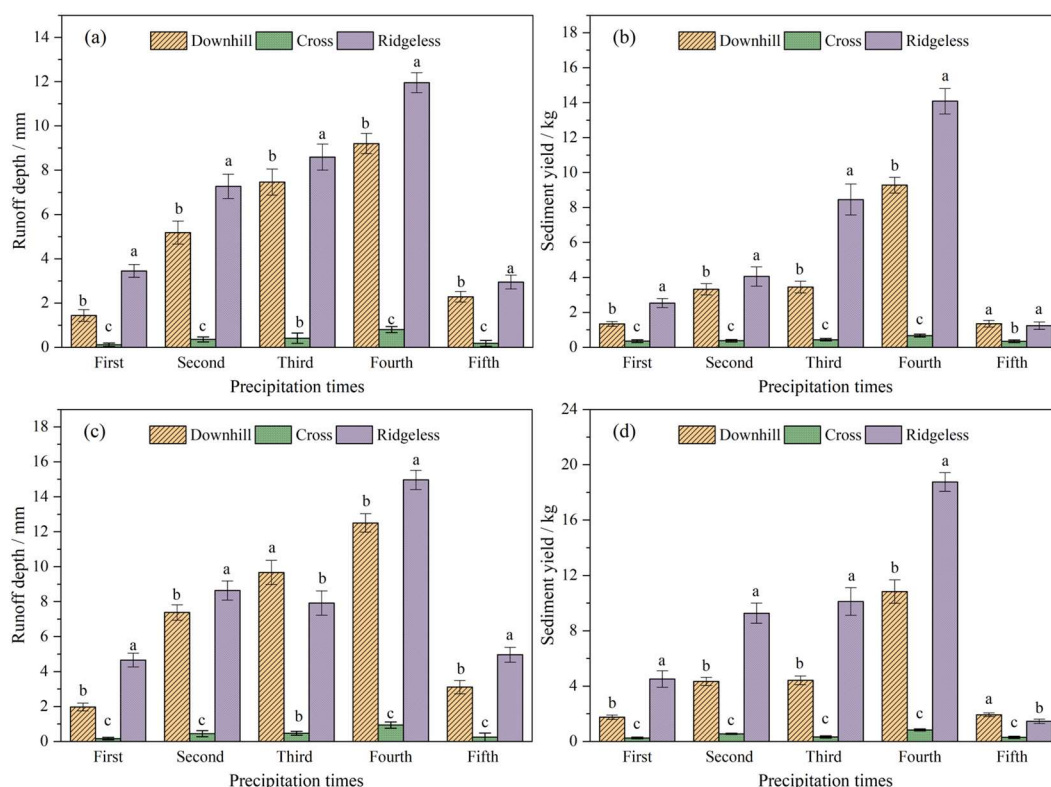 (a)
Downhill Cross Ridgeless
14
12
10
8
6
4
2
0
Runoff depth / mm
b c a
b c a
b b a
b c a
b c a
First Second Third Fourth Fifth
Precipitation times
(b)
Downhill Cross Ridgeless
18
16
14
12
10
8
6
4
2
0
Sediment yield / kg
b c a
b c a
b c a
b c a
a b a
First Second Third Fourth Fifth
Precipitation times
(c)
Downhill Cross Ridgeless
18
16
14
12
10
8
6
4
2
0
Runoff depth / mm
b c a
b c a
a b b
b c a
b c a
First Second Third Fourth Fifth
Precipitation times
(d)
Downhill Cross Ridgeless
24
20
16
12
8
4
0
Sediment yield / kg
b c a
b c a
b c a
b c a
a c b
First Second Third Fourth Fifth
Precipitation times